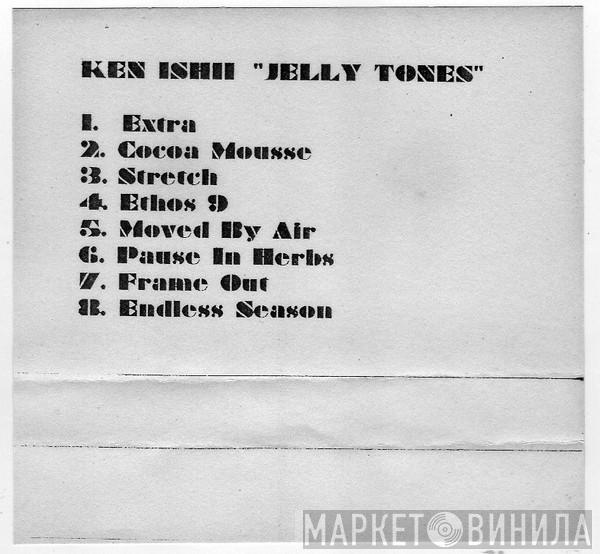 KEN ISHII "JELLY TONES"
1. Extra
2. Cocoa Mousse
3. Stretch
4. Ethos 9
5. Moved By Air
6. Pause In Herbs
7. Frame Out
8. Endless Season
МАРКЕТ ВИНИЛА